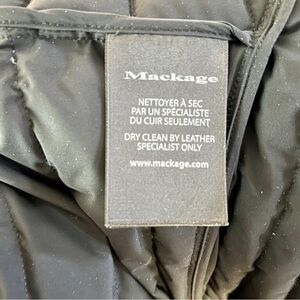 Mackage
NETTOYER À SEC
PAR UN SPÉCIALISTE
DU CUIR SEULEMENT
DRY CLEAN BY LEATHER
SPECIALIST ONLY
www.mackage.com